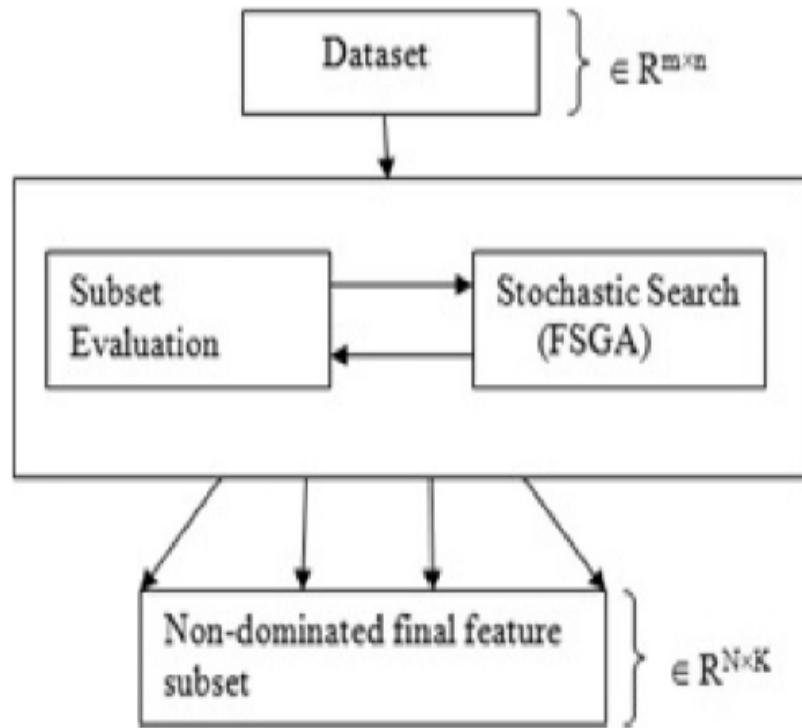 Dataset
∈ R^{m×n}
Subset
Evaluation
Stochastic Search
(FSGA)
Non-dominated final feature
subset
∈ R^{N×K}